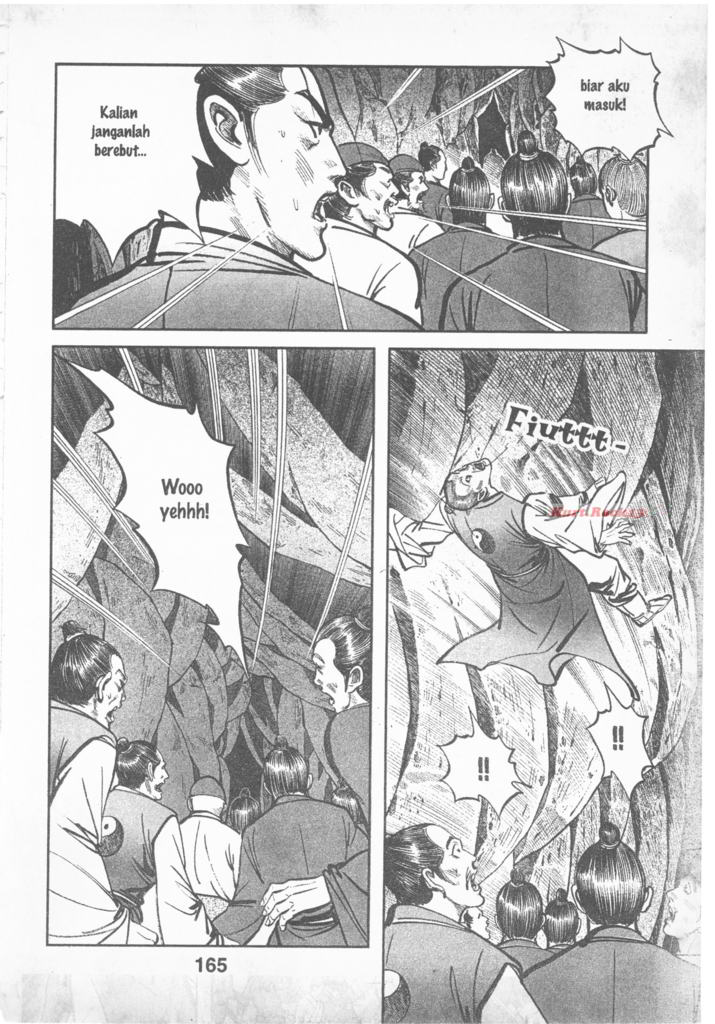 Kalian
janganlah
berebut...
biar aku
masuk!
Wooo
yehhh!
Fiuttt-
!!
!!
165